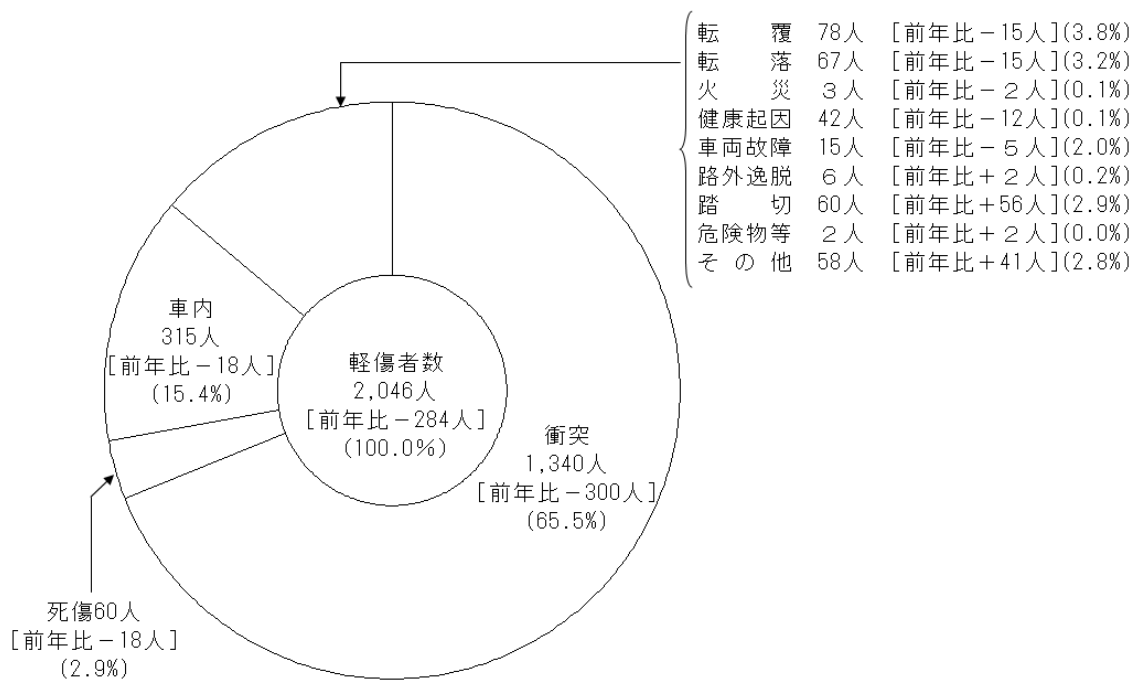 転　　覆　78人　[前年比－15人](3.8%)
転　　落　67人　[前年比－15人](3.2%)
火　　災　３人　[前年比－２人](0.1%)
健康起因　42人　[前年比－12人](0.1%)
車両故障　15人　[前年比－５人](2.0%)
路外逸脱　６人　[前年比＋２人](0.2%)
踏　　切　60人　[前年比＋56人](2.9%)
危険物等　２人　[前年比＋２人](0.0%)
そ の 他　58人　[前年比＋41人](2.8%)
車内
315人
[前年比－18人]
(15.4%)
軽傷者数
2,046人
[前年比－284人]
(100.0%)
衝突
1,340人
[前年比－300人]
(65.5%)
死傷60人
[前年比－18人]
(2.9%)